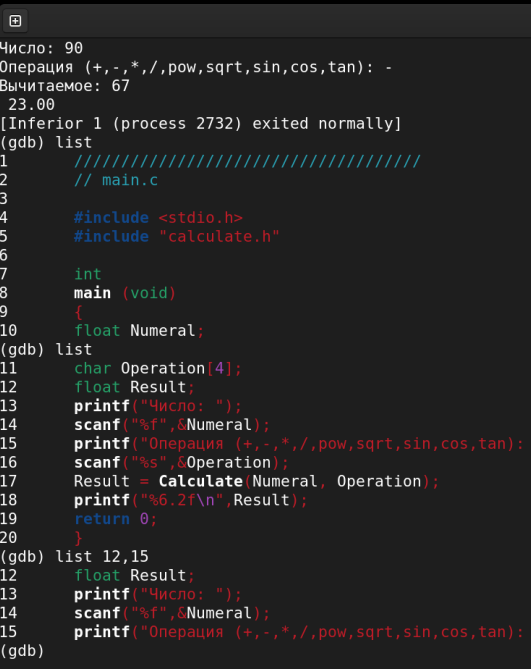 Число: 90
Операция (+,-,*,/,pow,sqrt,sin,cos,tan): -
Вычитаемое: 67
 23.00
[Inferior 1 (process 2732) exited normally]
(gdb) list
1       /////////////////////////////////////
2       // main.c
3
4       #include <stdio.h>
5       #include "calculate.h"
6
7       int
8       main (void)
9       {
10      float Numeral;
(gdb) list
11      char Operation[4];
12      float Result;
13      printf("Число: ");
14      scanf("%f",&Numeral);
15      printf("Операция (+,-,*,/,pow,sqrt,sin,cos,tan):
16      scanf("%s",&Operation);
17      Result = Calculate(Numeral, Operation);
18      printf("%6.2f\n",Result);
19      return 0;
20      }
(gdb) list 12,15
12      float Result;
13      printf("Число: ");
14      scanf("%f",&Numeral);
15      printf("Операция (+,-,*,/,pow,sqrt,sin,cos,tan):
(gdb)